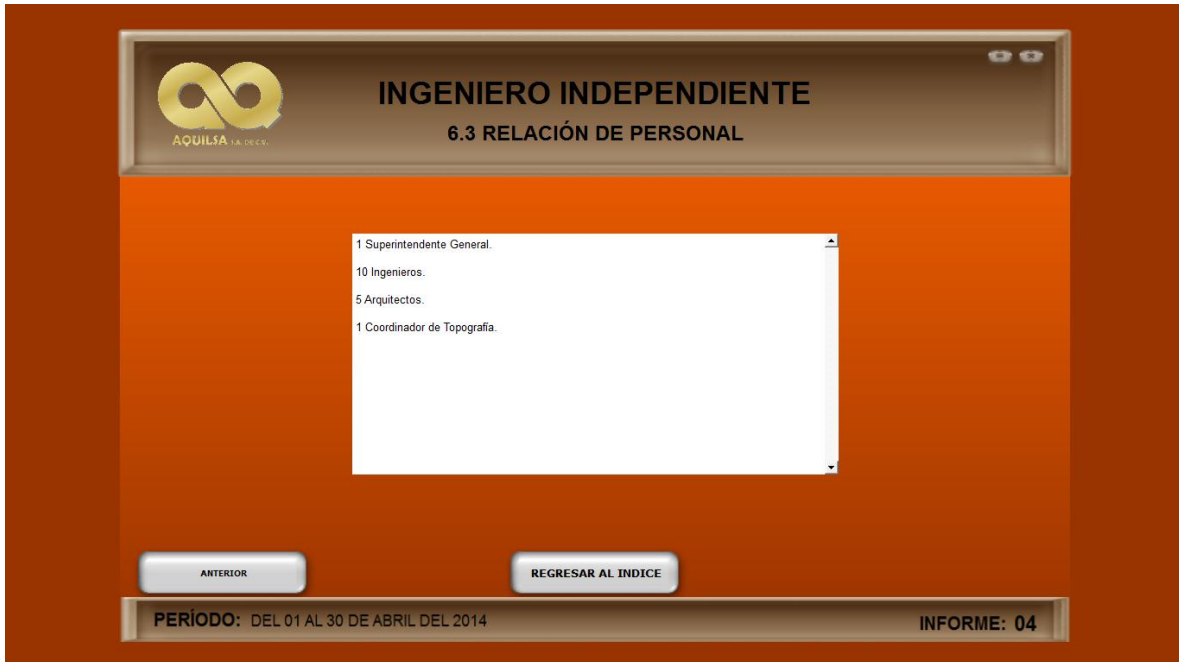 INGENIERO INDEPENDIENTE
6.3 RELACIÓN DE PERSONAL
AQUILSA S.A. DE C.V.
1 Superintendente General.
10 Ingenieros.
5 Arquitectos.
1 Coordinador de Topografía.
ANTERIOR
REGRESAR AL INDICE
PERÍODO: DEL 01 AL 30 DE ABRIL DEL 2014
INFORME: 04